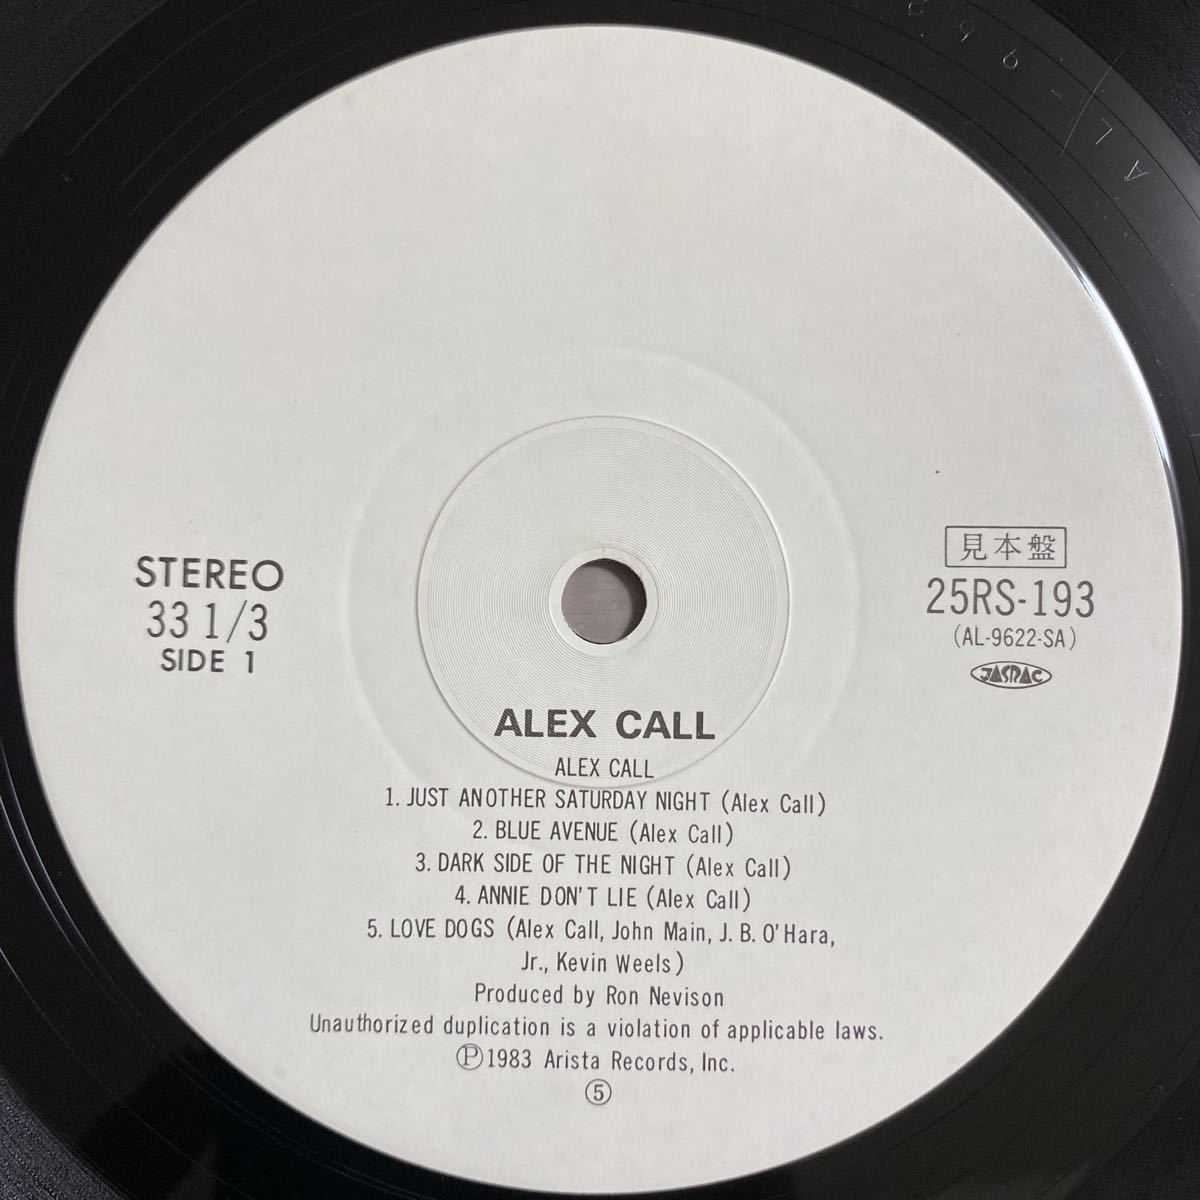 AL-9622
STEREO
33 1/3
SIDE 1
見本盤
25RS-193
(AL-9622-SA)
JASRAC
ALEX CALL
ALEX CALL
1. JUST ANOTHER SATURDAY NIGHT (Alex Call)
2. BLUE AVENUE (Alex Call)
3. DARK SIDE OF THE NIGHT (Alex Call)
4. ANNIE DON'T LIE (Alex Call)
5. LOVE DOGS (Alex Call, John Main, J. B. O'Hara,
Jr., Kevin Weels)
Produced by Ron Nevison
Unauthorized duplication is a violation of applicable laws.
Ⓟ1983 Arista Records, Inc.
⑤